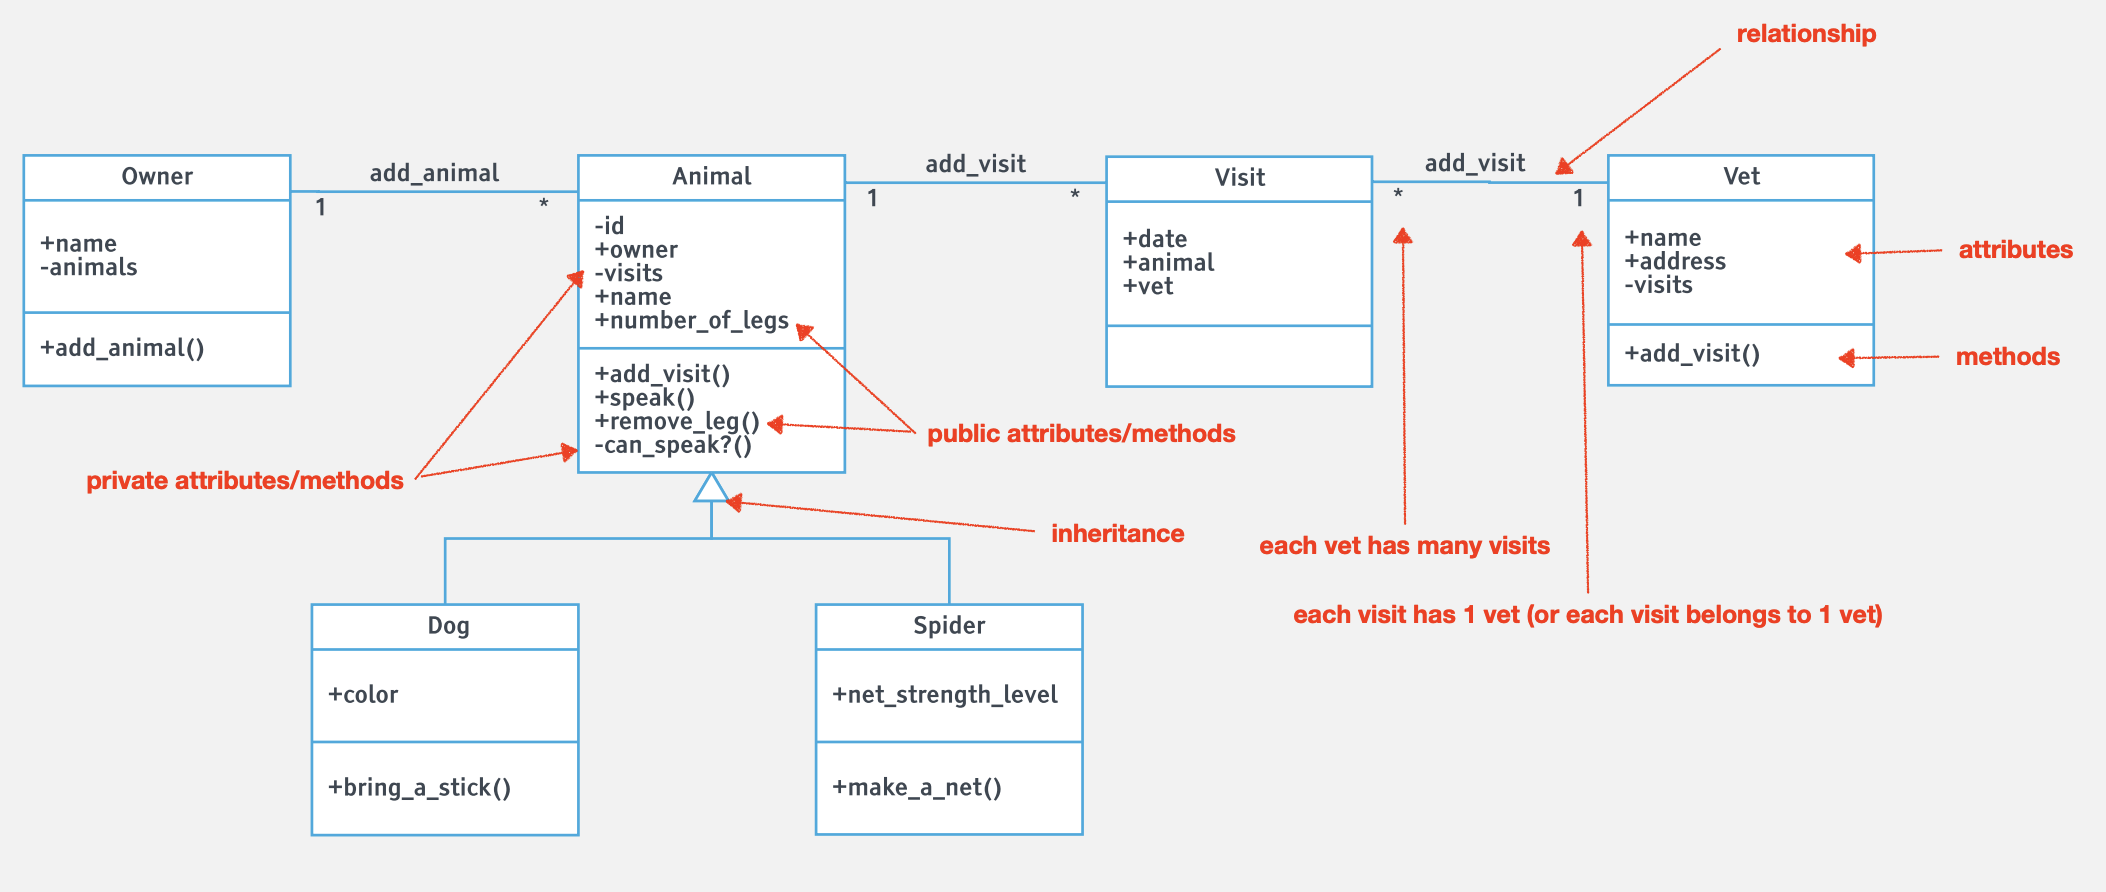 relationship
Owner
+name
-animals
+add_animal()
add_animal
1
*
Animal
-id
+owner
-visits
+name
+number_of_legs
+add_visit()
+speak()
+remove_leg()
-can_speak?()
add_visit
1
*
Visit
+date
+animal
+vet
add_visit
*
1
Vet
+name
+address
-visits
+add_visit()
attributes
methods
public attributes/methods
private attributes/methods
inheritance
each vet has many visits
each visit has 1 vet (or each visit belongs to 1 vet)
Dog
+color
+bring_a_stick()
Spider
+net_strength_level
+make_a_net()